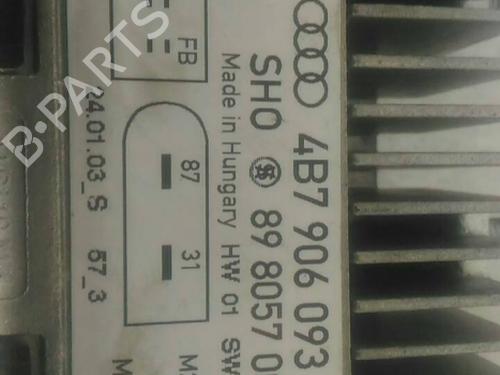 4B7 906 093
SHO 89 8057 0
Made in Hungary HW 01 SW
FB
87
31
24.01.03_S 57_3
B-PARTS